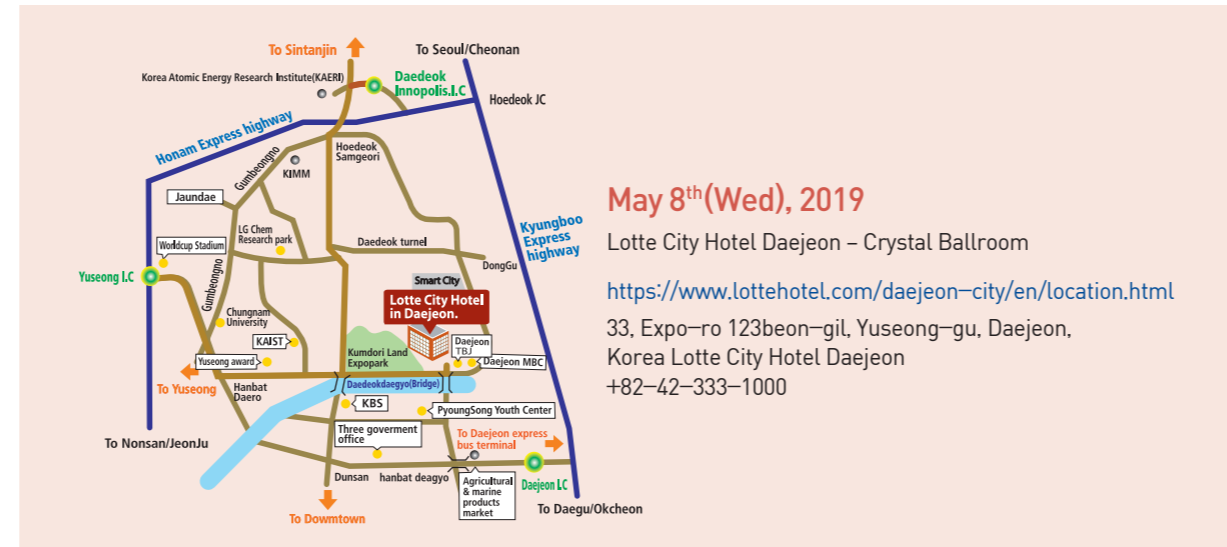 To Sintanjin
To Seoul/Cheonan
Korea Atomic Energy Research Institute(KAERI)
Daedeok
Innopolis.I.C
Hoedeok JC
Honam Express highway
Hoedeok
Samgeori
Gumbeongno
KIMM
Jaundae
LG Chem
Research park
Worldcup Stadium
Daedeok turnel
Kyungboo
Express
highway
DongGu
Yuseong I.C
Gumbeongno
Smart City
Lotte City Hotel
in Daejeon.
Chungnam
University
KAIST
Yuseong award
Kumdori Land
Expopark
Daejeon
TBJ
Daejeon MBC
To Yuseong
Hanbat
Daero
Daedeokdaegyo(Bridge)
KBS
PyoungSong Youth Center
To Nonsan/JeonJu
Three goverment
office
To Daejeon express
bus terminal
Dunsan
hanbat deagyo
Agricultural
& marine
products
market
Daejeon I.C
To Dowmtown
To Daegu/Okcheon
May 8th(Wed), 2019
Lotte City Hotel Daejeon – Crystal Ballroom
https://www.lottehotel.com/daejeon–city/en/location.html
33, Expo–ro 123beon–gil, Yuseong–gu, Daejeon,
Korea Lotte City Hotel Daejeon
+82–42–333–1000